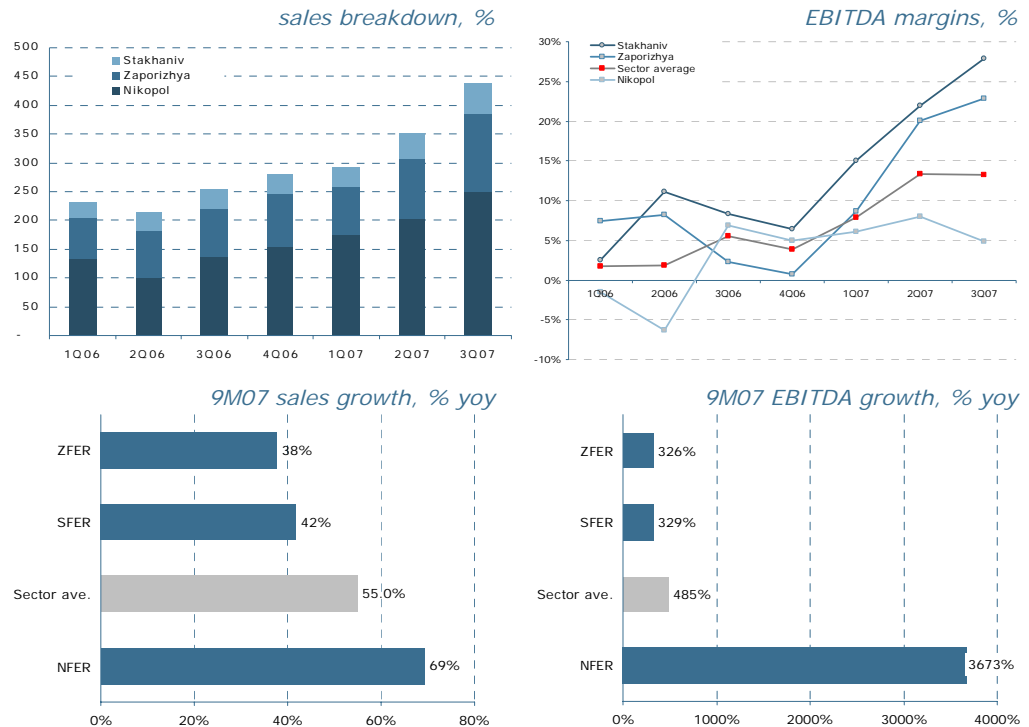 sales breakdown, %
500
450
400
350
300
250
200
150
100
50
-
Stakhaniv
Zaporizhya
Nikopol
1Q06 2Q06 3Q06 4Q06 1Q07 2Q07 3Q07
EBITDA margins, %
30%
25%
20%
15%
10%
5%
0%
-5%
-10%
Stakhaniv
Zaporizhya
Sector average
Nikopol
1Q06 2Q06 3Q06 4Q06 1Q07 2Q07 3Q07
9M07 sales growth, % yoy
ZFER 38%
SFER 42%
Sector ave. 55.0%
NFER 69%
0% 20% 40% 60% 80%
9M07 EBITDA growth, % yoy
ZFER 326%
SFER 329%
Sector ave. 485%
NFER 3673%
0% 1000% 2000% 3000% 4000%